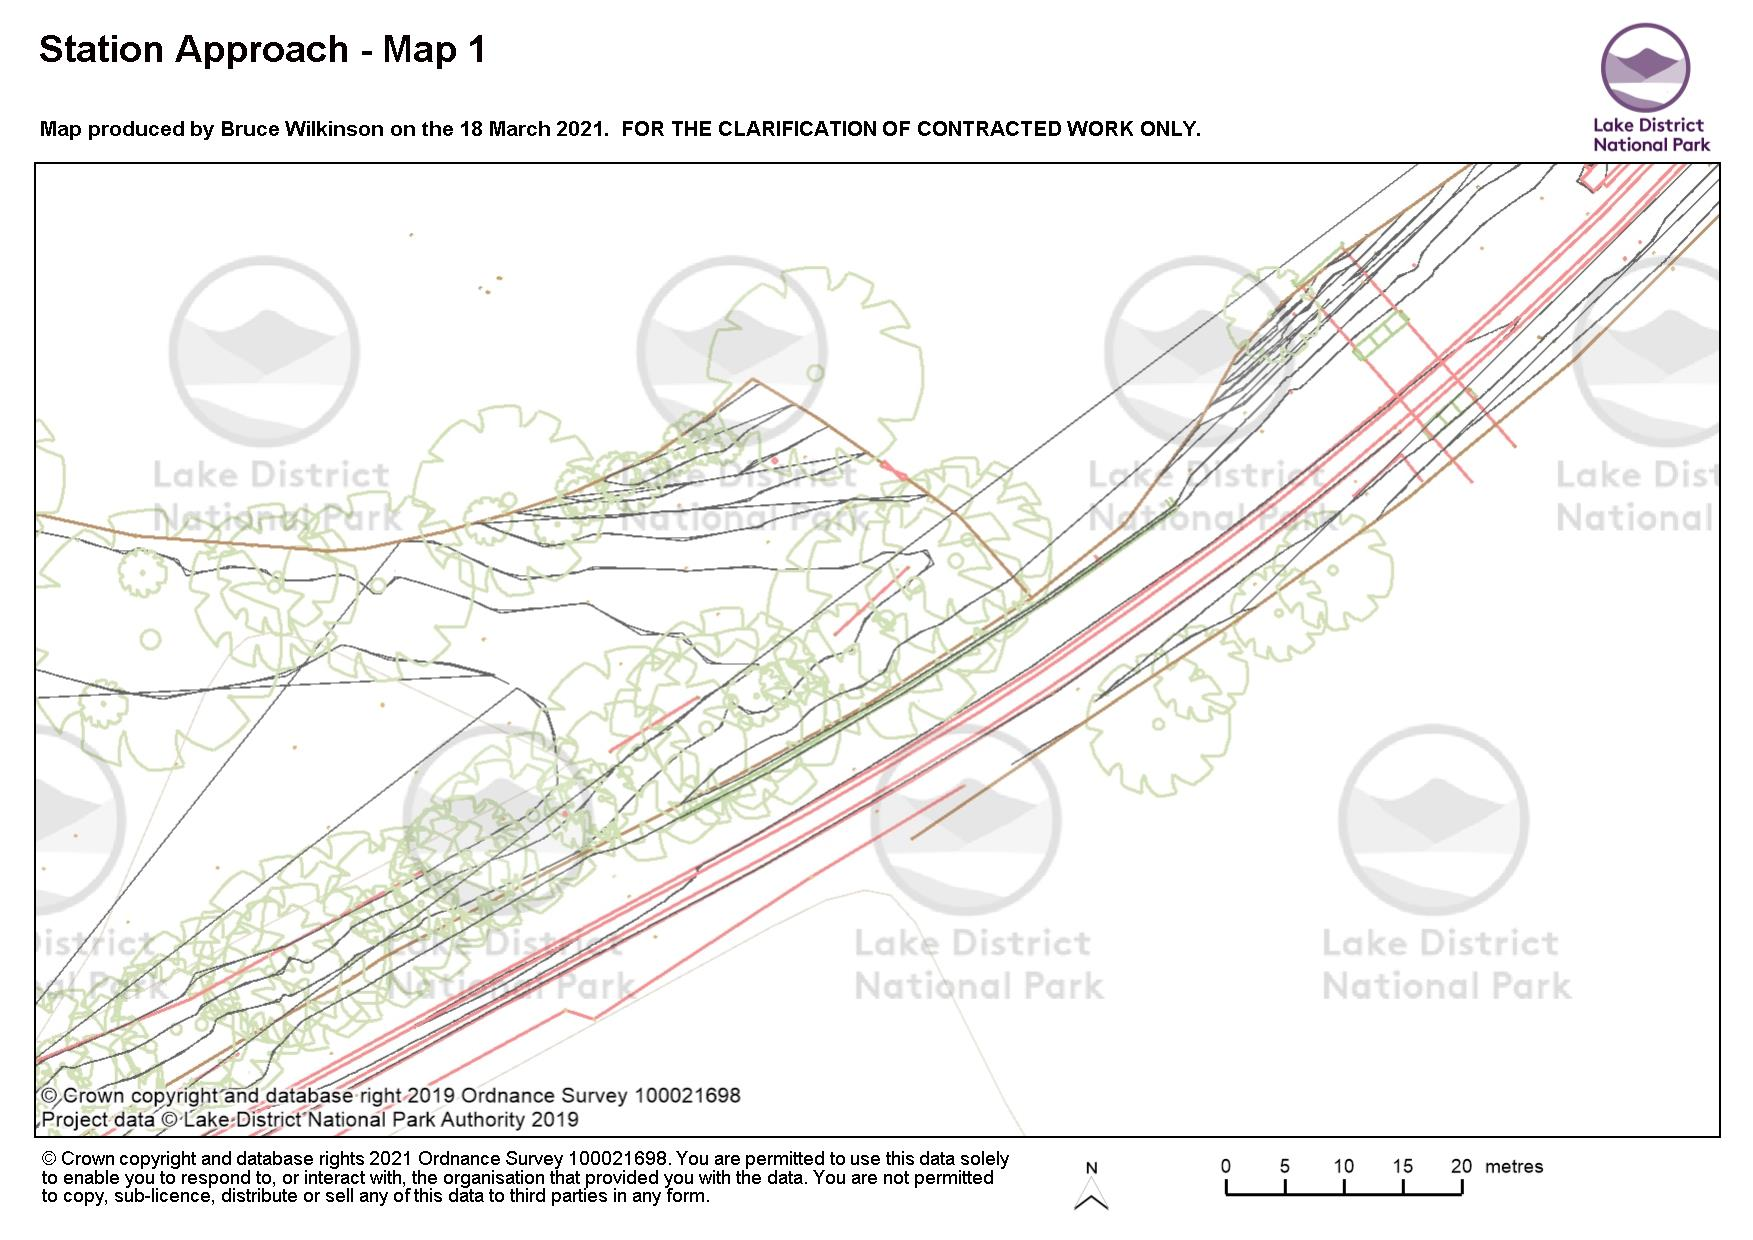 Station Approach - Map 1
Map produced by Bruce Wilkinson on the 18 March 2021.  FOR THE CLARIFICATION OF CONTRACTED WORK ONLY.
Lake District
National Park
Lake District
National Park
Lake District
National Park
Lake District
National Park
Lake Dist
National
District
al Park
Lake District
National Park
Lake District
National Park
Lake District
National Park
© Crown copyright and database right 2019 Ordnance Survey 100021698
Project data © Lake District National Park Authority 2019
© Crown copyright and database rights 2021 Ordnance Survey 100021698. You are permitted to use this data solely
to enable you to respond to, or interact with, the organisation that provided you with the data. You are not permitted
to copy, sub-licence, distribute or sell any of this data to third parties in any form.
N
0 5 10 15 20 metres